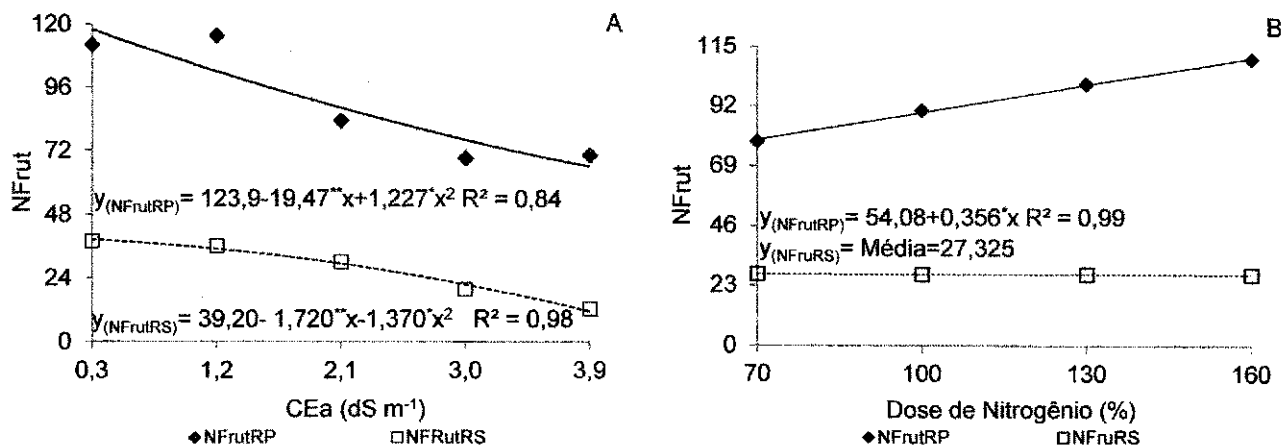 A
NFrut
120
96
72
48
24
0
y(NFrutRP)= 123,9-19,47**x+1,227*x² R² = 0,84
y(NFrutRS)= 39,20- 1,720**x-1,370*x² R² = 0,98
0,3 1,2 2,1 3,0 3,9
CEa (dS m⁻¹)
NFrutRP NFRutRS
B
NFrut
115
92
69
46
23
0
y(NFrutRP)= 54,08+0,356*x R² = 0,99
y(NFruRS)= Média=27,325
70 100 130 160
Dose de Nitrogênio (%)
NFrutRP NFruRS